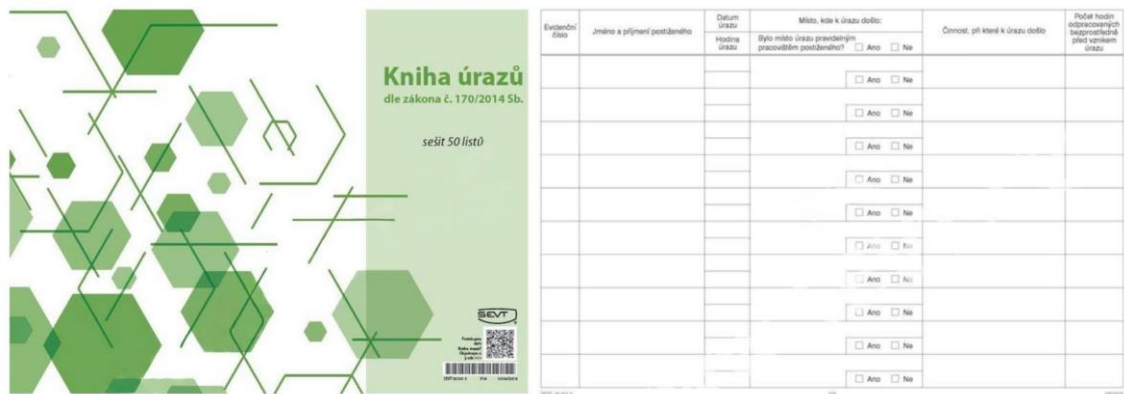 Kniha úrazů
dle zákona č. 170/2014 Sb.
sešit 50 listů
SEVT
Evidenční
číslo
Jméno a příjmení postiženého
Datum
úrazu
Hodina
úrazu
Místo, kde k úrazu došlo:
Bylo místo úrazu pravidelným
pracovištěm postiženého? Ano Ne
Činnost, při které k úrazu došlo
Počet hodin
odpracovaných
bezprostředně
před vznikem
úrazu
Ano Ne
Ano Ne
Ano Ne
Ano Ne
Ano Ne
Ano Ne
Ano Ne
Ano Ne
Ano Ne
Ano Ne